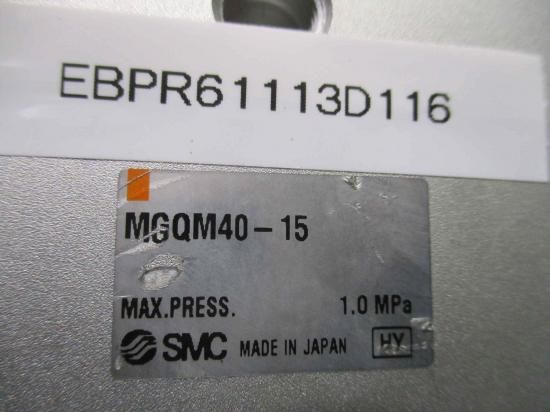 EBPR61113D116
MGQM40-15
MAX.PRESS. 1.0 MPa
SMC MADE IN JAPAN HY